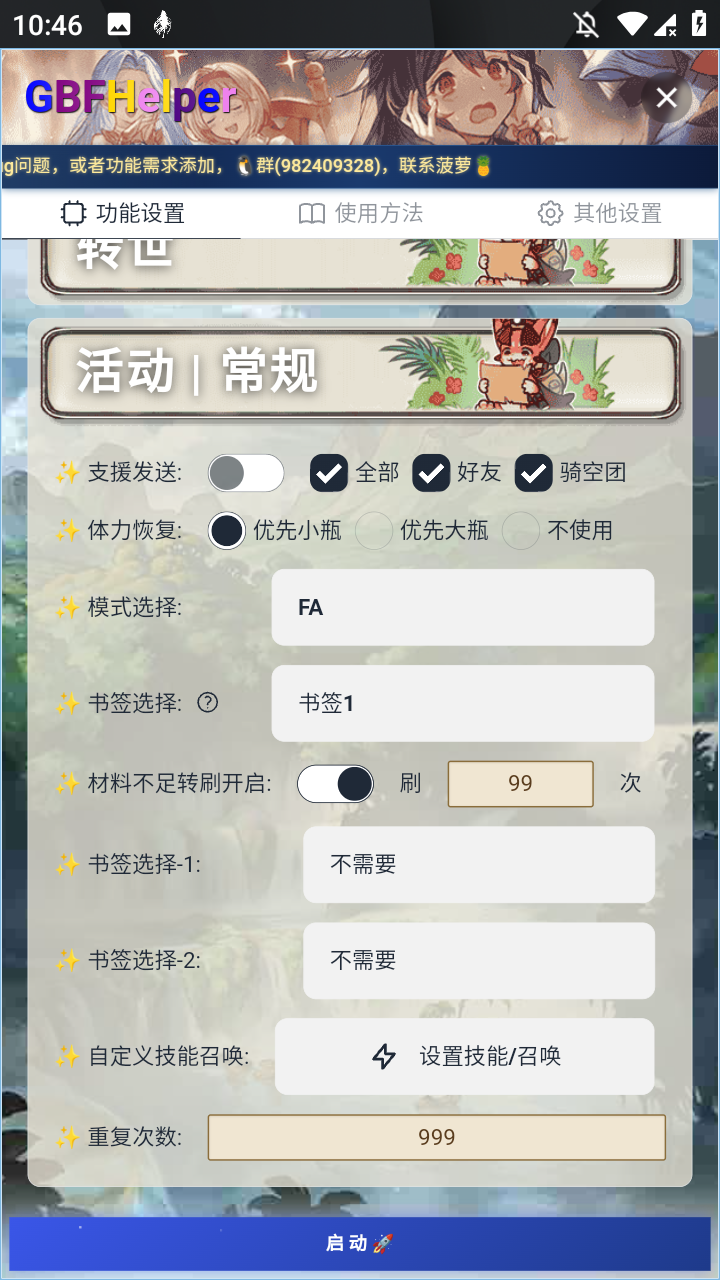 10:46
GBFHelper
g问题，或者功能需求添加，🐧群(982409328)，联系菠萝🍍
功能设置 使用方法 其他设置
转世
活动 | 常规
✨ 支援发送: 全部 好友 骑空团
✨ 体力恢复: 优先小瓶 优先大瓶 不使用
✨ 模式选择: FA
✨ 书签选择: 书签1
✨ 材料不足转刷开启: 刷 99 次
✨ 书签选择-1: 不需要
✨ 书签选择-2: 不需要
✨ 自定义技能召唤: 设置技能/召唤
✨ 重复次数: 999
启动🚀